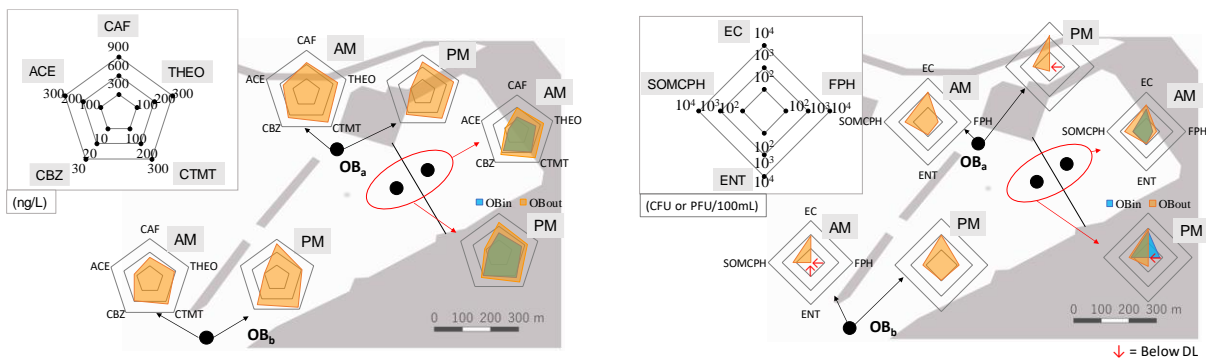 CAF
900
600
300
ACE
THEO
300
200
100
100
200
300
10
100
20
200
30
300
CBZ
CTMT
(ng/L)
CAF
AM
ACE
THEO
CBZ
CTMT
PM
OBa
CAF
AM
ACE
THEO
CBZ
CTMT
OBin
OBout
PM
CAF
AM
ACE
THEO
CBZ
CTMT
PM
OBb
0 100 200 300 m
EC
10⁴
10³
10²
SOMCPH
FPH
10⁴
10³
10²
10²
10³
10⁴
10²
10³
10⁴
ENT
(CFU or PFU/100mL)
PM
EC
AM
SOMCPH
FPH
ENT
OBa
EC
AM
SOMCPH
FPH
ENT
OBin
OBout
PM
EC
AM
SOMCPH
FPH
ENT
PM
OBb
0 100 200 300 m
↓ = Below DL